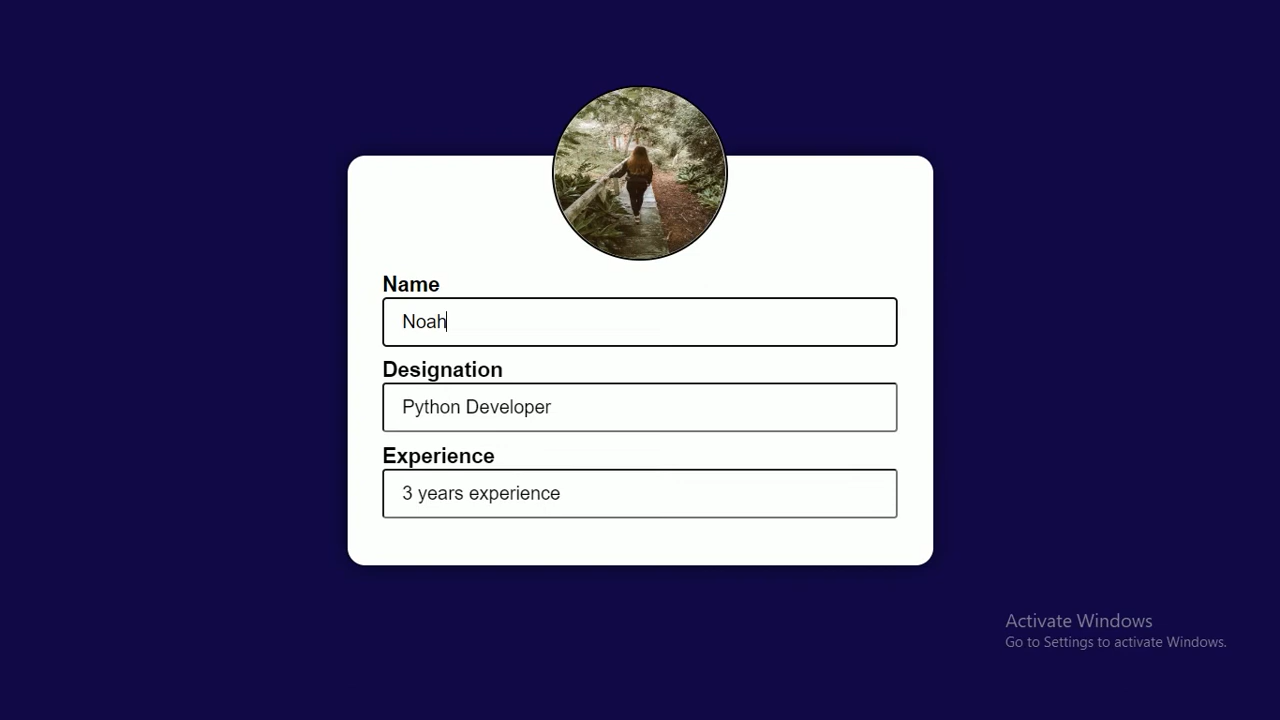 Name
Noah
Designation
Python Developer
Experience
3 years experience
Activate Windows
Go to Settings to activate Windows.